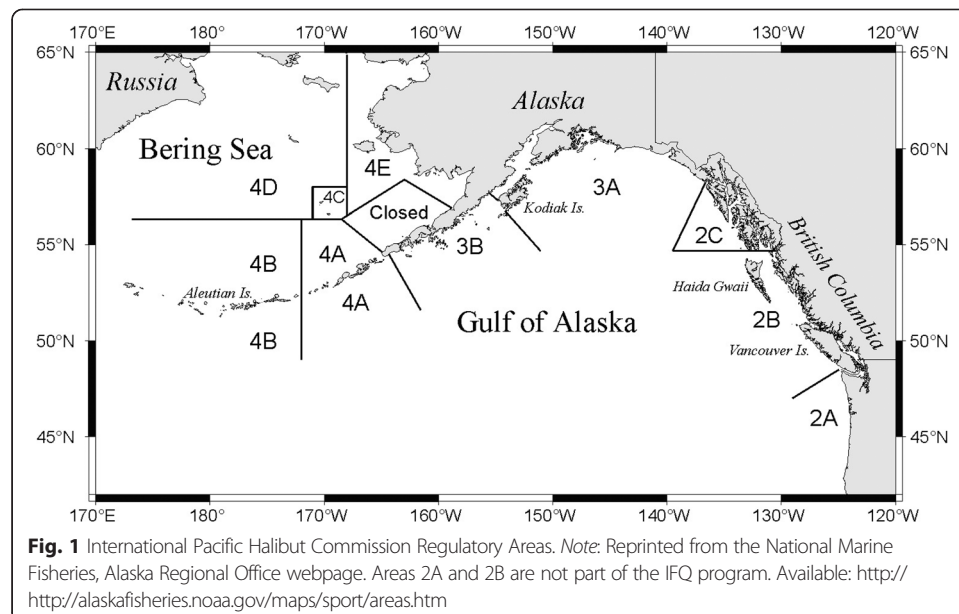 170°E 180° 170°W 160°W 150°W 140°W 130°W 120°W
65°N 65°N
Russia
Alaska
60°N 60°N
Bering Sea
4E
4D 4C 3A
Closed Kodiak Is.
55°N 55°N
4B 4A 3B 2C
British Columbia
Aleutian Is. 4A Haida Gwaii
Gulf of Alaska 2B
50°N 50°N
4B Vancouver Is.
2A
45°N 45°N
170°E 180° 170°W 160°W 150°W 140°W 130°W 120°W
Fig. 1 International Pacific Halibut Commission Regulatory Areas. Note: Reprinted from the National Marine
Fisheries, Alaska Regional Office webpage. Areas 2A and 2B are not part of the IFQ program. Available: http://
http://alaskafisheries.noaa.gov/maps/sport/areas.htm